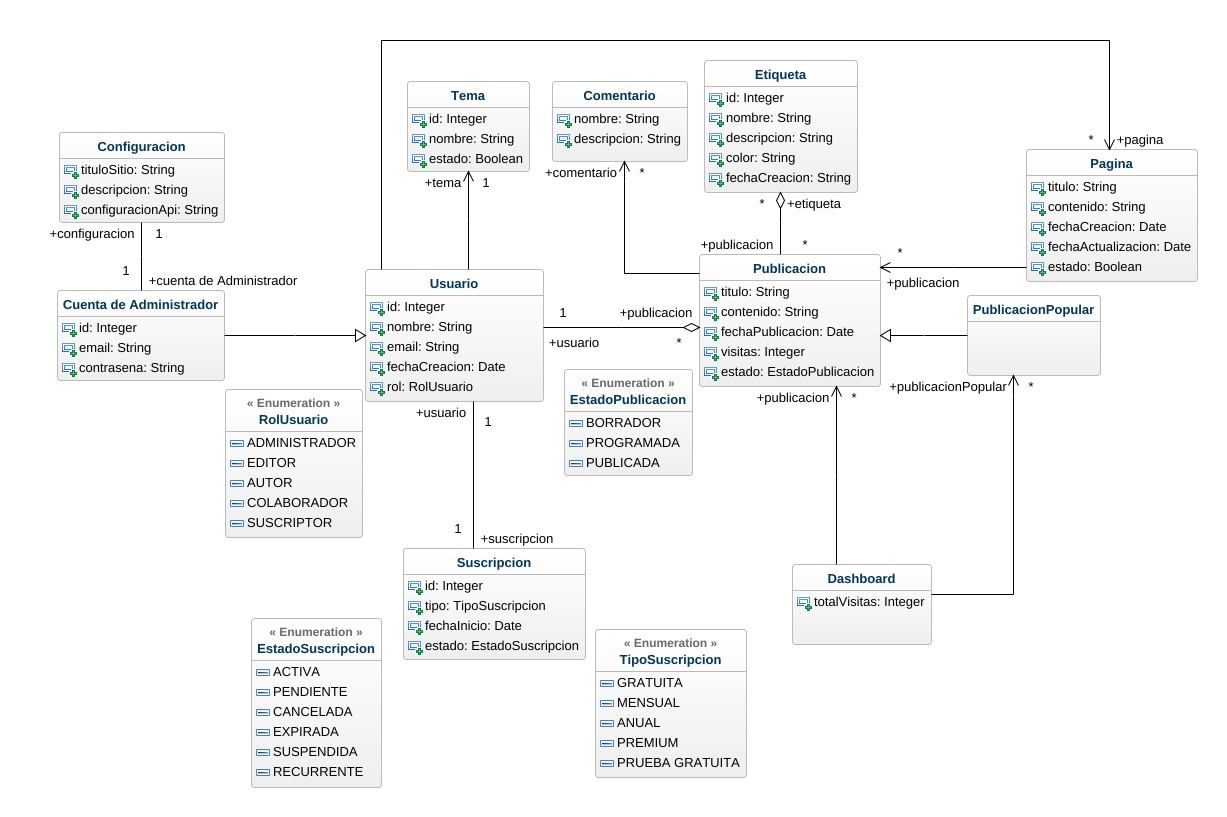 Configuracion
tituloSitio: String
descripcion: String
configuracionApi: String
+configuracion
1
1
+cuenta de Administrador
Cuenta de Administrador
id: Integer
email: String
contrasena: String
Tema
id: Integer
nombre: String
estado: Boolean
+tema
1
Comentario
nombre: String
descripcion: String
+comentario
*
Etiqueta
id: Integer
nombre: String
descripcion: String
color: String
fechaCreacion: String
*
+etiqueta
+publicacion
*
*
+pagina
Pagina
titulo: String
contenido: String
fechaCreacion: Date
fechaActualizacion: Date
estado: Boolean
*
+publicacion
Usuario
id: Integer
nombre: String
email: String
fechaCreacion: Date
rol: RolUsuario
1
+usuario
+publicacion
*
Publicacion
titulo: String
contenido: String
fechaPublicacion: Date
visitas: Integer
estado: EstadoPublicacion
PublicacionPopular
+publicacionPopular
*
+publicacion
*
« Enumeration »
EstadoPublicacion
BORRADOR
PROGRAMADA
PUBLICADA
« Enumeration »
RolUsuario
ADMINISTRADOR
EDITOR
AUTOR
COLABORADOR
SUSCRIPTOR
+usuario
1
1
+suscripcion
Suscripcion
id: Integer
tipo: TipoSuscripcion
fechaInicio: Date
estado: EstadoSuscripcion
Dashboard
totalVisitas: Integer
« Enumeration »
EstadoSuscripcion
ACTIVA
PENDIENTE
CANCELADA
EXPIRADA
SUSPENDIDA
RECURRENTE
« Enumeration »
TipoSuscripcion
GRATUITA
MENSUAL
ANUAL
PREMIUM
PRUEBA GRATUITA